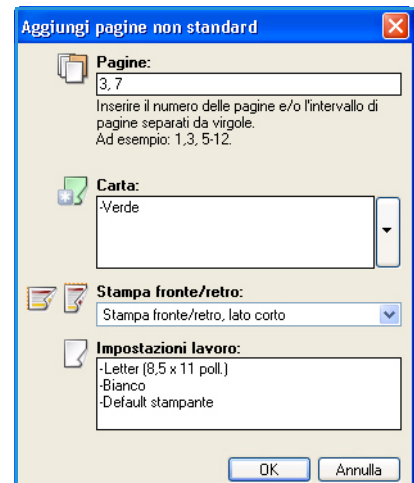 Aggiungi pagine non standard
Pagine:
3, 7
Inserire il numero delle pagine e/o l'intervallo di
pagine separati da virgole.
Ad esempio: 1,3, 5-12.
Carta:
-Verde
Stampa fronte/retro:
Stampa fronte/retro, lato corto
Impostazioni lavoro:
-Letter (8,5 x 11 poll.)
-Bianco
-Default stampante
OK Annulla